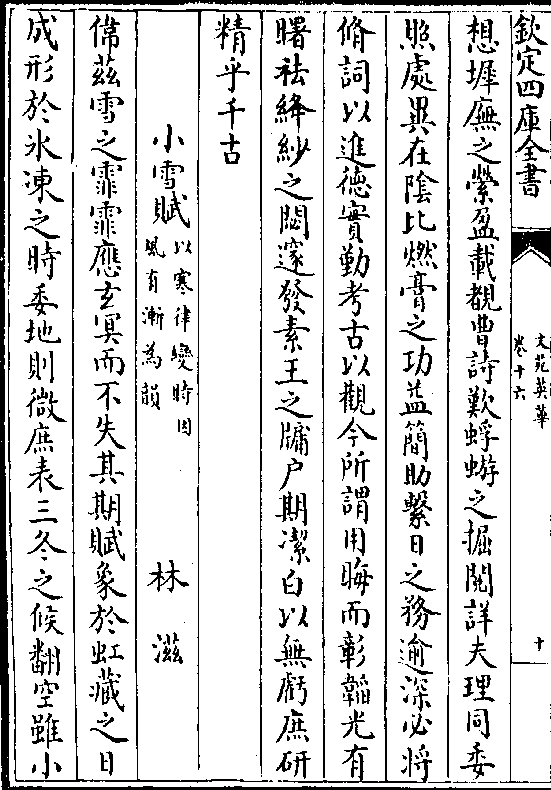 欽定四庫全書
文苑英華
卷十六
十
想墀廡之縈盈載覩曹詩歎蜉蝣之掘閱詳夫理同委
照處異在陰比燃膏之功益簡助繫日之務逾深必將
脩詞以進德實勤考古以觀今所謂用晦而彰韜光有
曙祛絳紗之閟邃發素王之牖户期潔白以無虧庶研
精乎千古
小雪賦
以寒律變時因
風有漸為韻
林滋
偉兹雪之霏霏應玄冥而不失其期賦象於虹藏之日
成形於氷凍之時委地則微庶表三冬之候翻空雖小